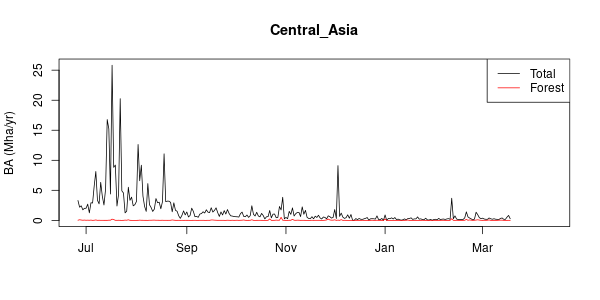 Central_Asia
BA (Mha/yr)
25
20
15
10
5
0
Total
Forest
Jul Sep Nov Jan Mar